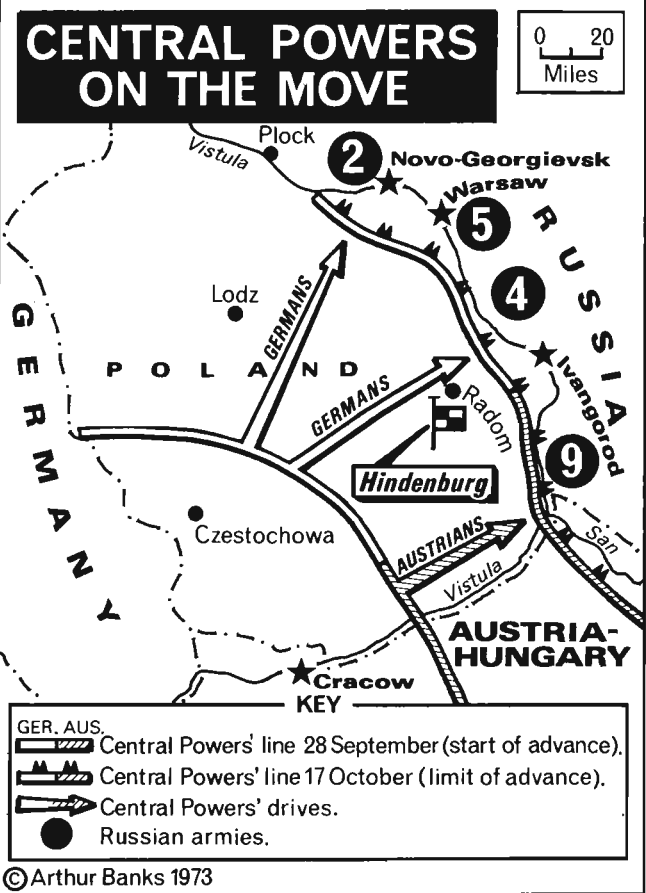 CENTRAL POWERS
ON THE MOVE
0 20
Miles
Plock
Vistula
2
Novo-Georgievsk
Warsaw
5
RUSSIA
4
Lodz
GERMANS
GERMANY
POLAND
GERMANS
Ivangorod
Radom
9
Hindenburg
Czestochowa
AUSTRIANS
San
Vistula
AUSTRIA-
HUNGARY
Cracow
KEY
GER. AUS.
Central Powers' line 28 September (start of advance).
Central Powers' line 17 October (limit of advance).
Central Powers' drives.
Russian armies.
© Arthur Banks 1973